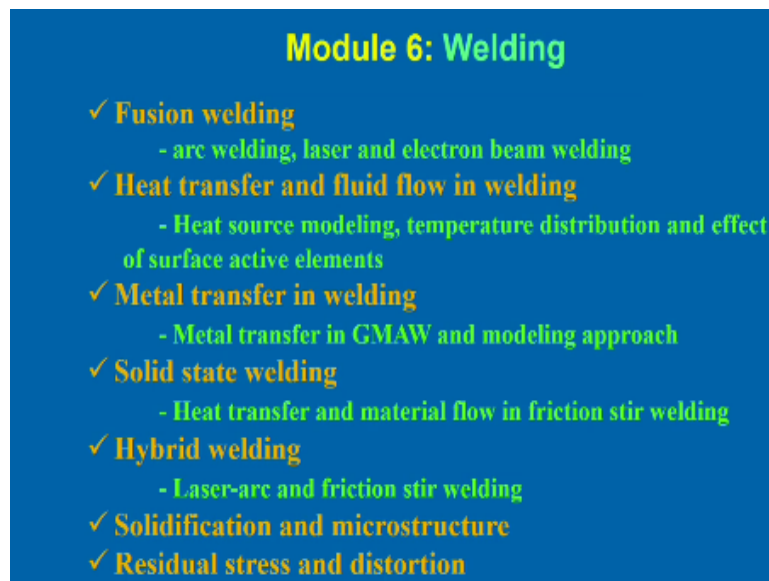 Module 6: Welding
✓ Fusion welding
- arc welding, laser and electron beam welding
✓ Heat transfer and fluid flow in welding
- Heat source modeling, temperature distribution and effect
of surface active elements
✓ Metal transfer in welding
- Metal transfer in GMAW and modeling approach
✓ Solid state welding
- Heat transfer and material flow in friction stir welding
✓ Hybrid welding
- Laser-arc and friction stir welding
✓ Solidification and microstructure
✓ Residual stress and distortion